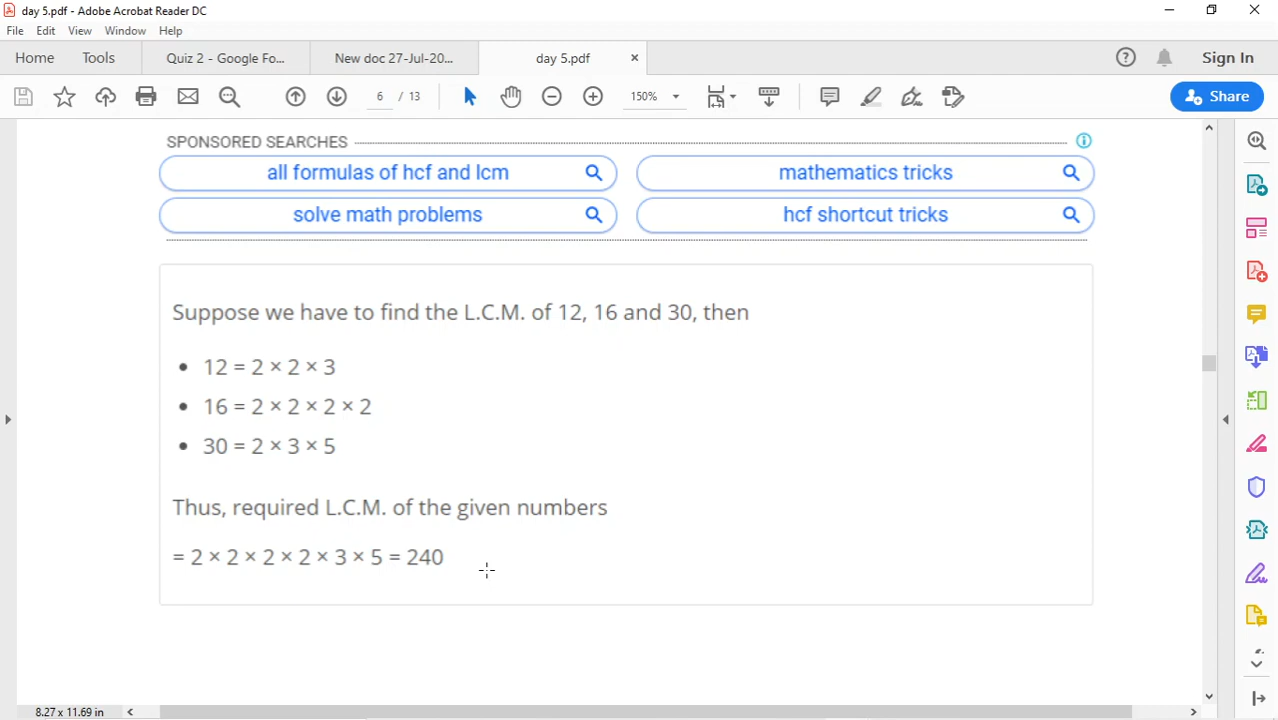 day 5.pdf - Adobe Acrobat Reader DC
File Edit View Window Help
Home Tools Quiz 2 - Google Fo... New doc 27-Jul-20... day 5.pdf × Sign In
6 / 13 150% Share
SPONSORED SEARCHES
all formulas of hcf and lcm mathematics tricks
solve math problems hcf shortcut tricks
Suppose we have to find the L.C.M. of 12, 16 and 30, then
• 12 = 2 × 2 × 3
• 16 = 2 × 2 × 2 × 2
• 30 = 2 × 3 × 5
Thus, required L.C.M. of the given numbers
= 2 × 2 × 2 × 2 × 3 × 5 = 240
8.27 x 11.69 in